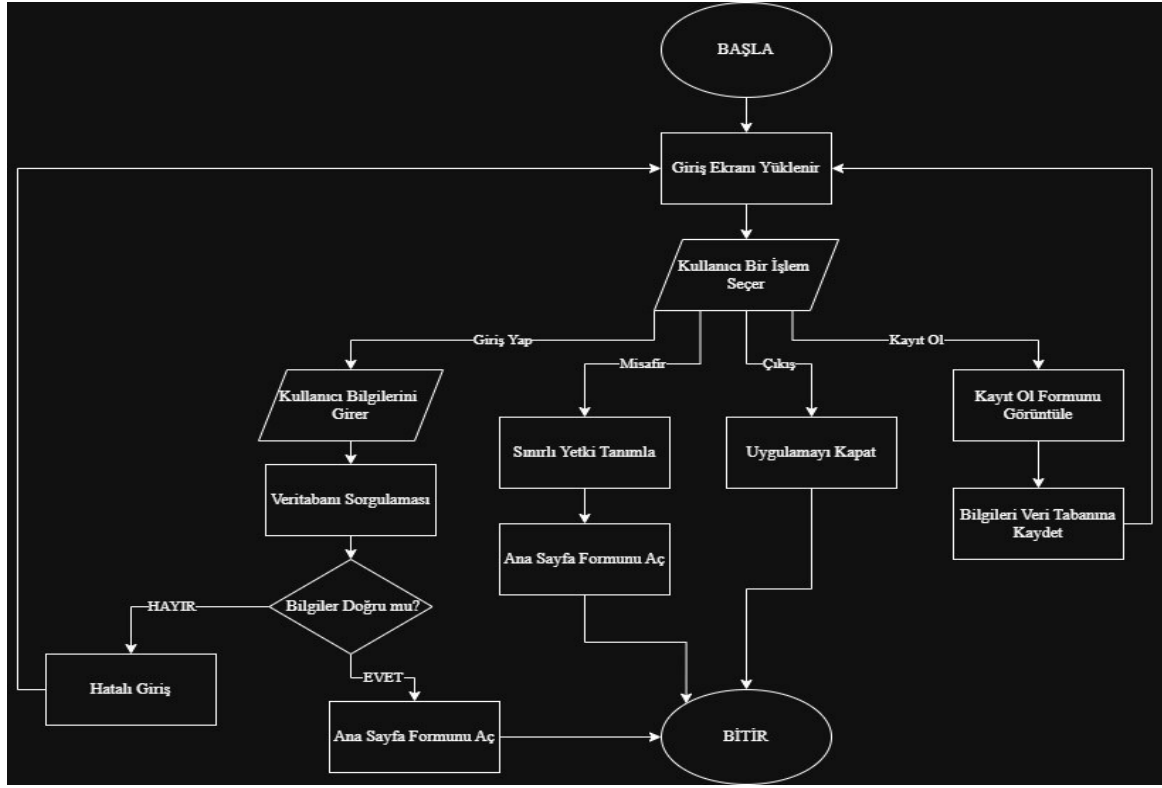 BAŞLA
Giriş Ekranı Yüklenir
Kullanıcı Bir İşlem
Seçer
Giriş Yap
Misafir
Çıkış
Kayıt Ol
Kullanıcı Bilgilerini
Girer
Sınırlı Yetki Tanımla
Uygulamayı Kapat
Kayıt Ol Formunu
Görüntüle
Veritabanı Sorgulaması
Ana Sayfa Formunu Aç
Bilgileri Veri Tabanına
Kaydet
Bilgiler Doğru mu?
HAYIR
EVET
Hatalı Giriş
Ana Sayfa Formunu Aç
BİTİR